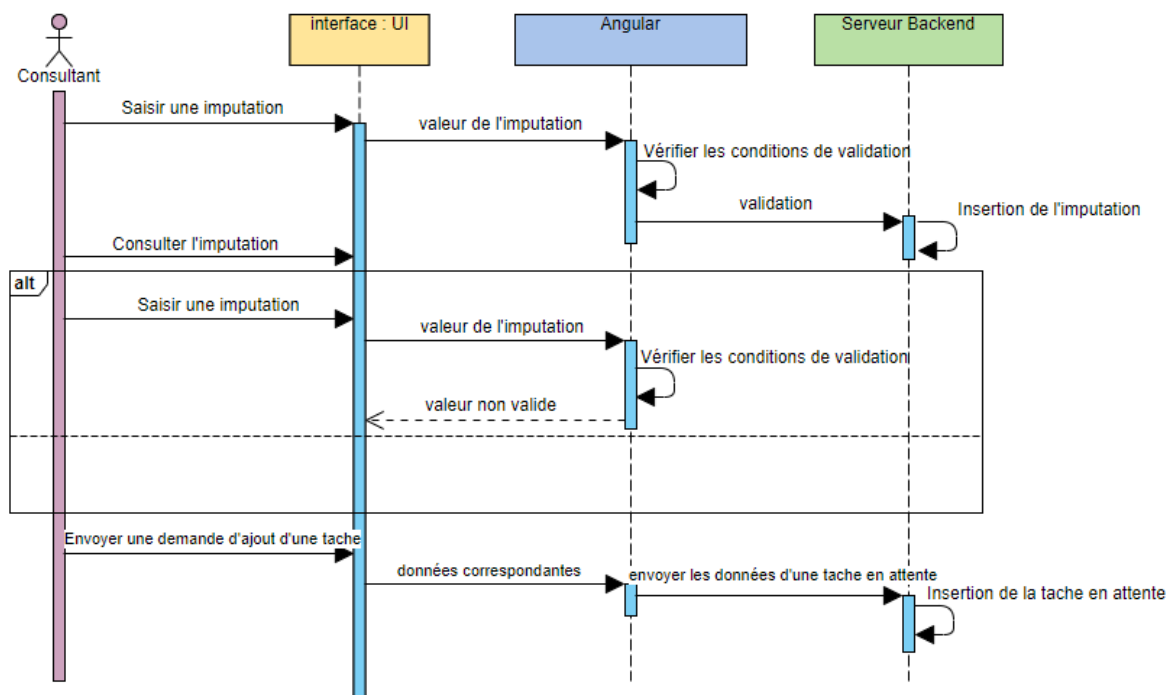 interface : UI
Angular
Serveur Backend
Consultant
Saisir une imputation
valeur de l'imputation
Vérifier les conditions de validation
validation
Insertion de l'imputation
Consulter l'imputation
alt
Saisir une imputation
valeur de l'imputation
Vérifier les conditions de validation
valeur non valide
Envoyer une demande d'ajout d'une tache
données correspondantes
envoyer les données d'une tache en attente
Insertion de la tache en attente